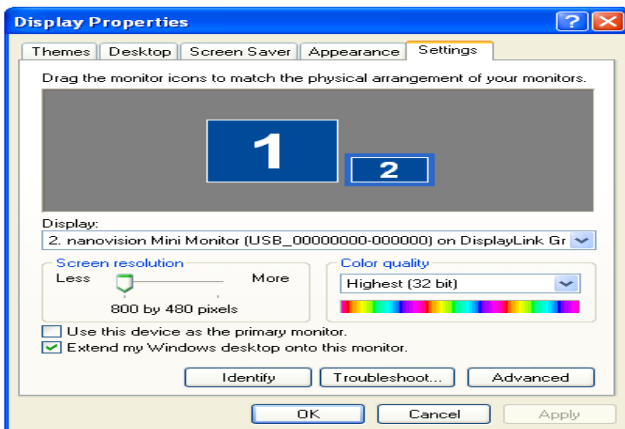 Display Properties
Themes Desktop Screen Saver Appearance Settings
Drag the monitor icons to match the physical arrangement of your monitors.
1
2
Display:
2. nanovision Mini Monitor (USB_00000000-000000) on DisplayLink Gr
Screen resolution
Less More
800 by 480 pixels
Color quality
Highest (32 bit)
Use this device as the primary monitor.
Extend my Windows desktop onto this monitor.
Identify Troubleshoot... Advanced
OK Cancel Apply